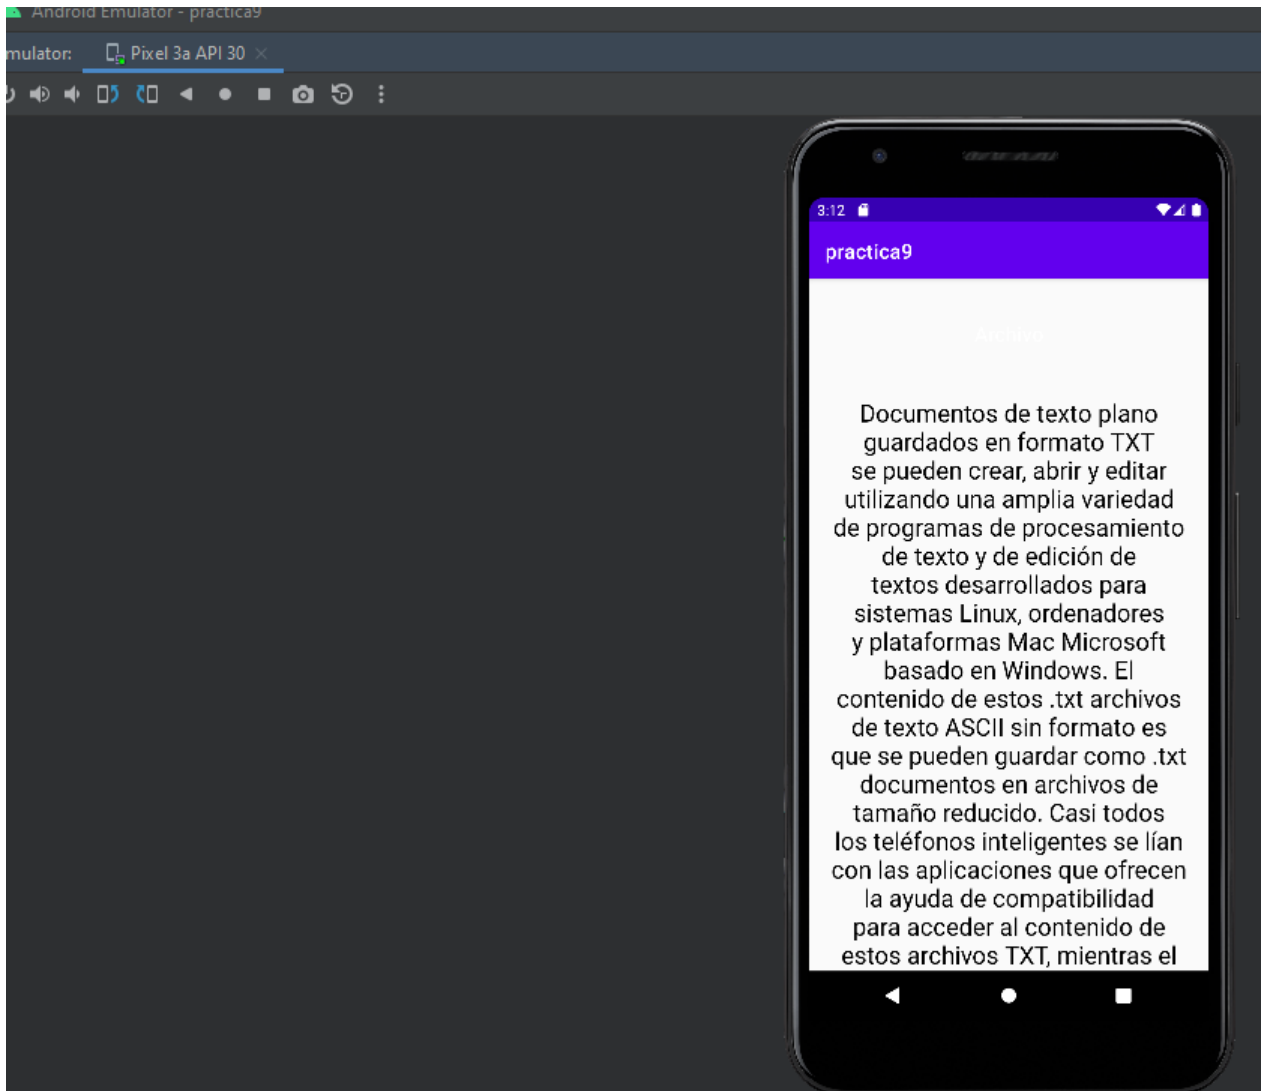 Android Emulator - practica9
mulator:
Pixel 3a API 30
3:12
practica9
Archivo
Documentos de texto plano
guardados en formato TXT
se pueden crear, abrir y editar
utilizando una amplia variedad
de programas de procesamiento
de texto y de edición de
textos desarrollados para
sistemas Linux, ordenadores
y plataformas Mac Microsoft
basado en Windows. El
contenido de estos .txt archivos
de texto ASCII sin formato es
que se pueden guardar como .txt
documentos en archivos de
tamaño reducido. Casi todos
los teléfonos inteligentes se lían
con las aplicaciones que ofrecen
la ayuda de compatibilidad
para acceder al contenido de
estos archivos TXT, mientras el